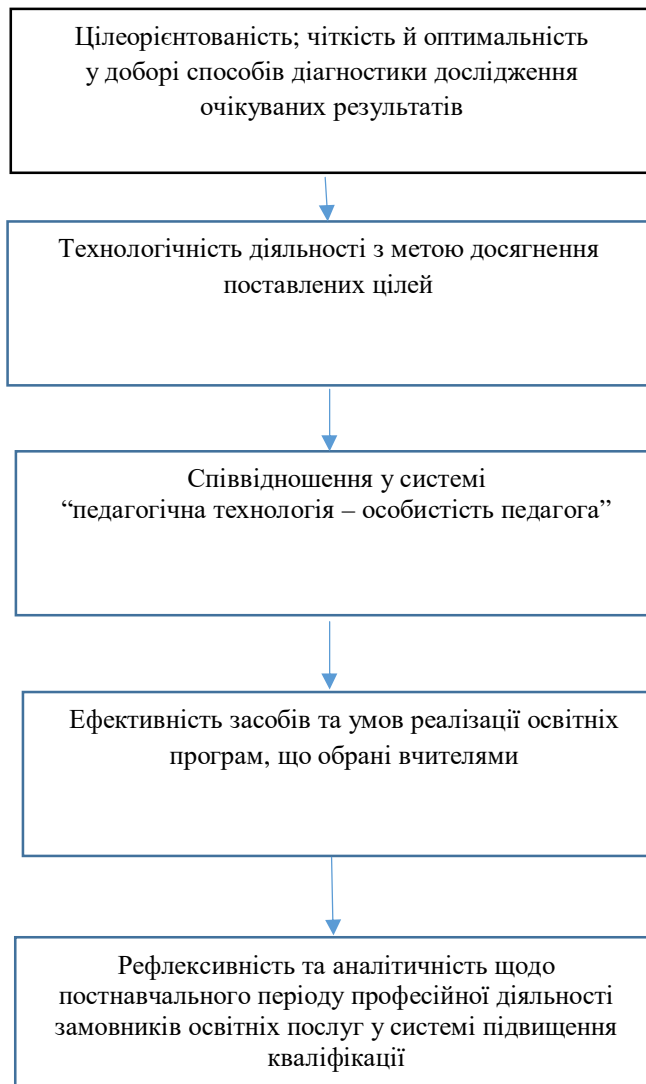 Цілеорієнтованість; чіткість й оптимальність
у доборі способів діагностики дослідження
очікуваних результатів
Технологічність діяльності з метою досягнення
поставлених цілей
Співвідношення у системі
“педагогічна технологія – особистість педагога”
Ефективність засобів та умов реалізації освітніх
програм, що обрані вчителями
Рефлексивність та аналітичність щодо
постнавчального періоду професійної діяльності
замовників освітніх послуг у системі підвищення
кваліфікації